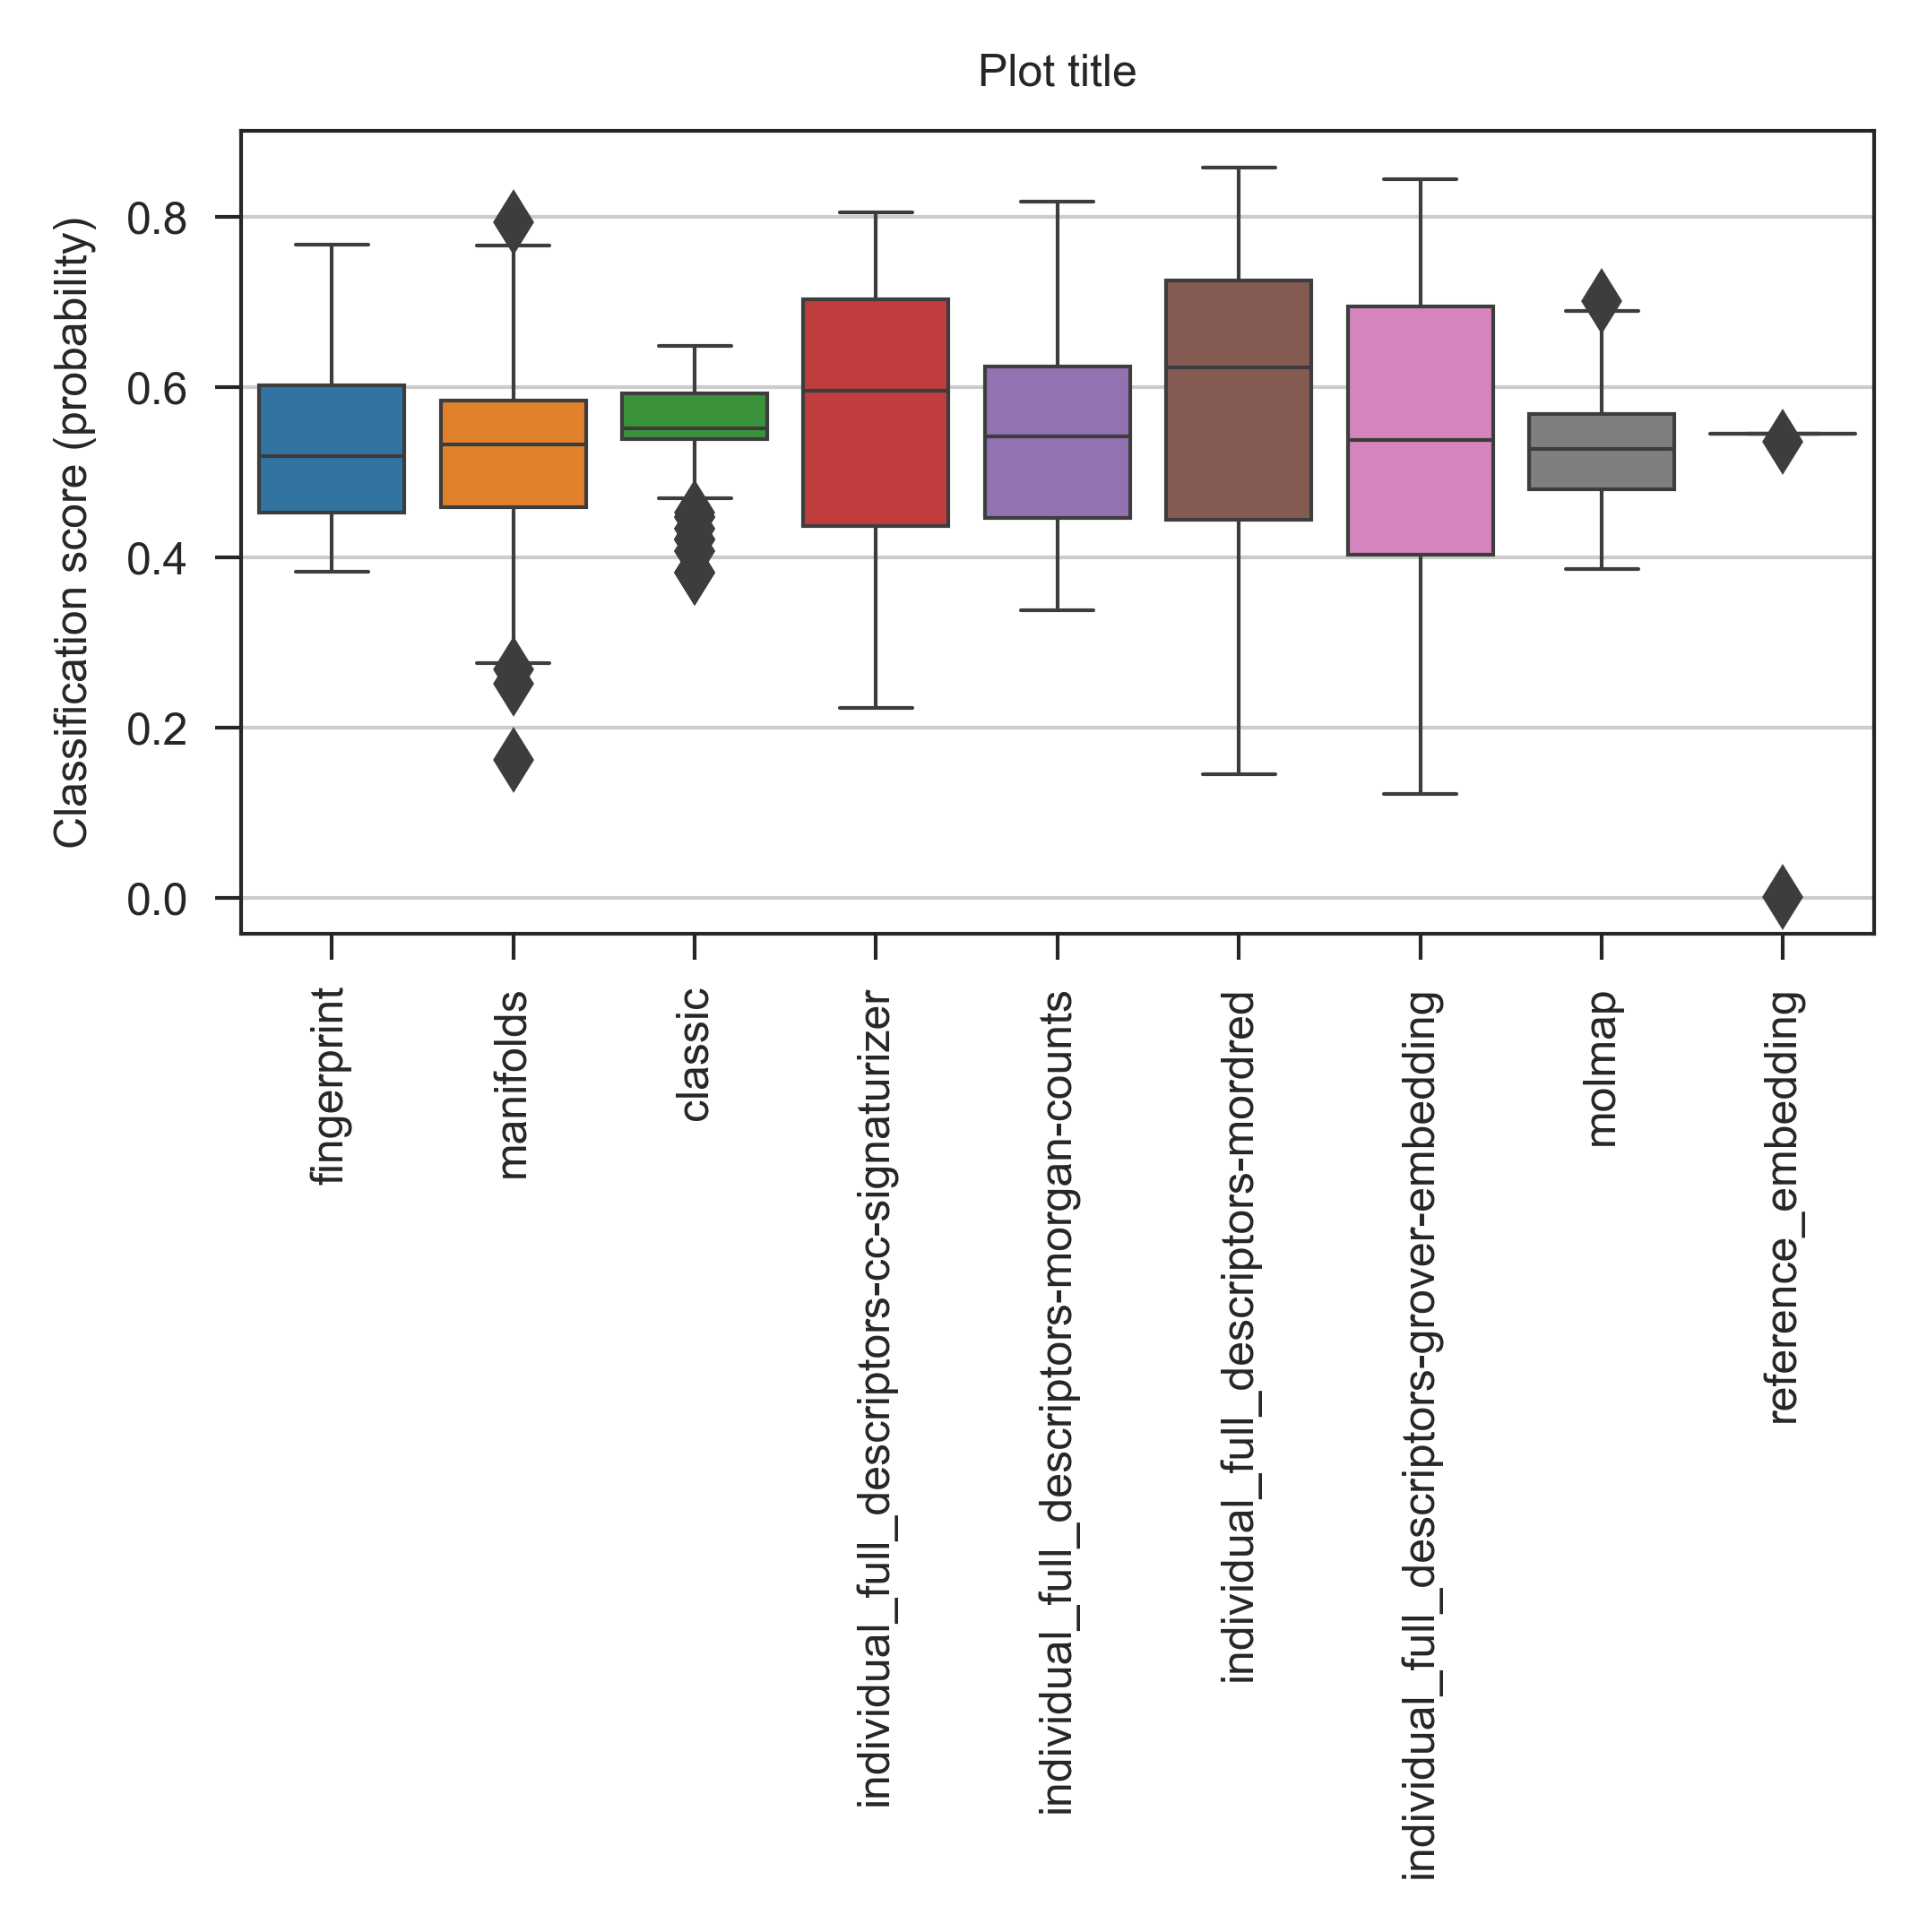 Plot title
Classification score (probability)
0.8
0.6
0.4
0.2
0.0
fingerprint
manifolds
classic
individual_full_descriptors-cc-signaturizer
individual_full_descriptors-morgan-counts
individual_full_descriptors-mordred
individual_full_descriptors-grover-embedding
molmap
reference_embedding